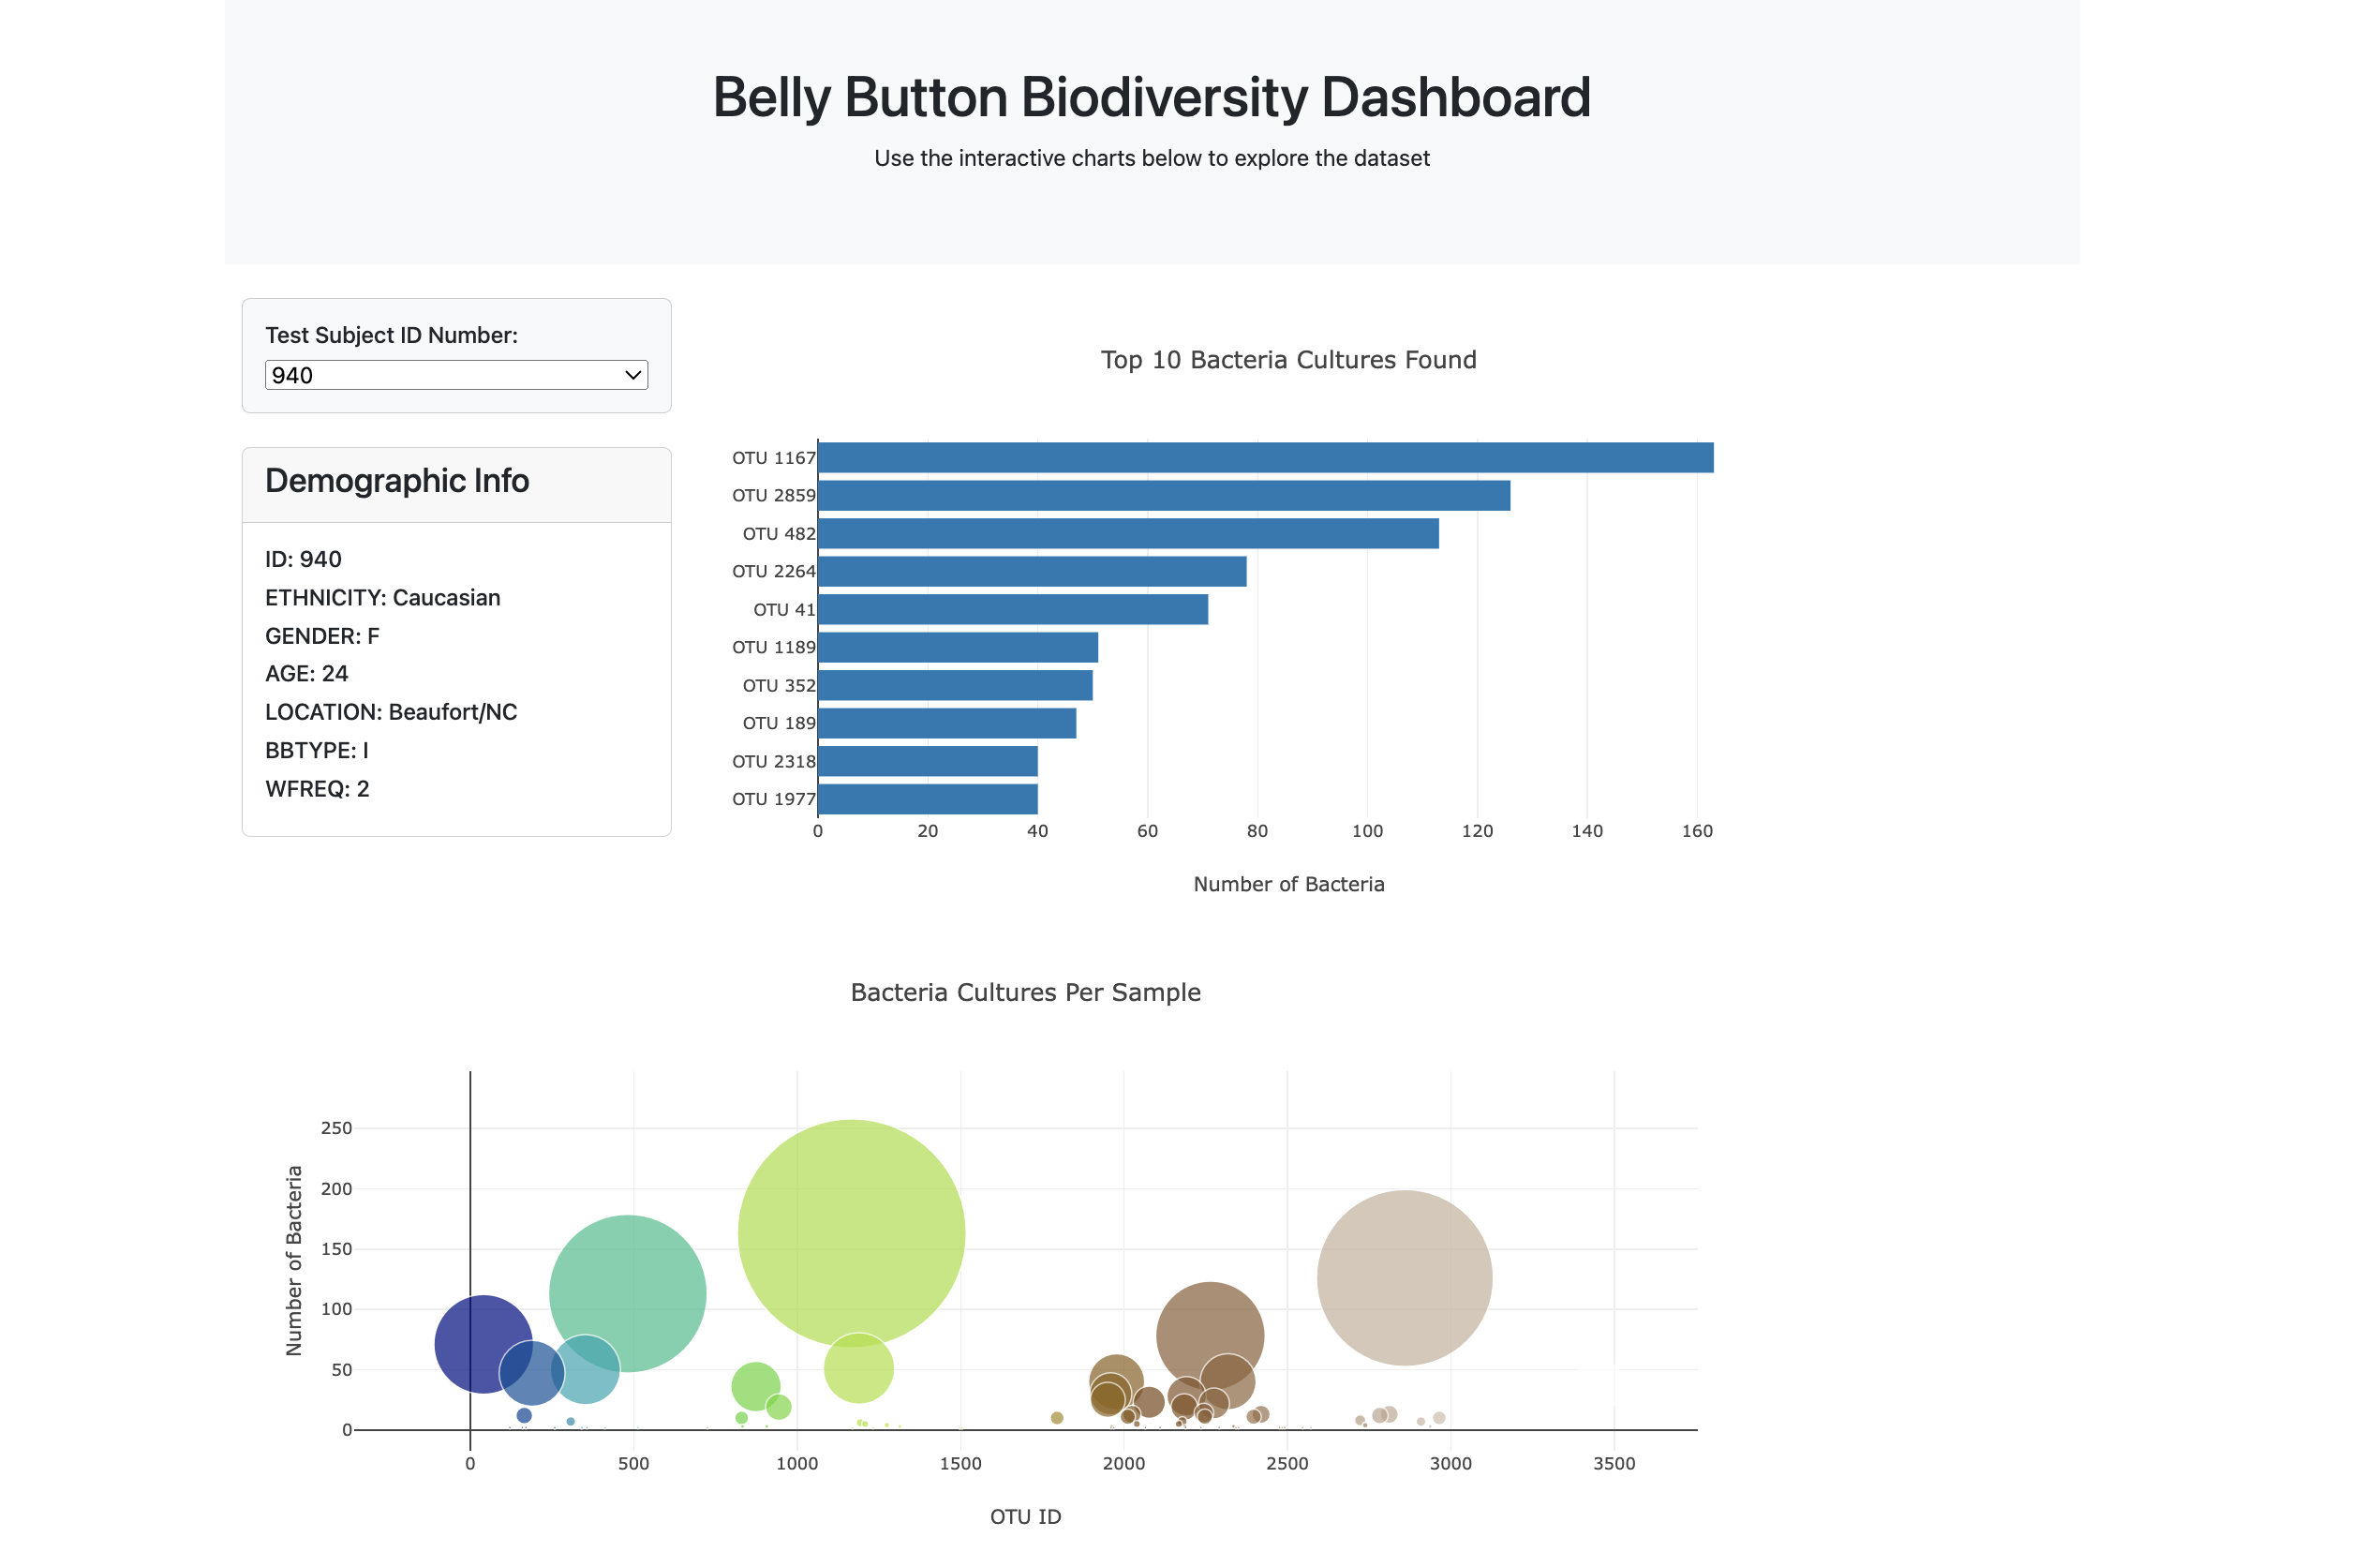 Belly Button Biodiversity Dashboard
Use the interactive charts below to explore the dataset
Test Subject ID Number:
940
Demographic Info
ID: 940
ETHNICITY: Caucasian
GENDER: F
AGE: 24
LOCATION: Beaufort/NC
BBTYPE: I
WFREQ: 2
Top 10 Bacteria Cultures Found
OTU 1167
OTU 2859
OTU 482
OTU 2264
OTU 41
OTU 1189
OTU 352
OTU 189
OTU 2318
OTU 1977
0 20 40 60 80 100 120 140 160
Number of Bacteria
Bacteria Cultures Per Sample
Number of Bacteria
250
200
150
100
50
0
0 500 1000 1500 2000 2500 3000 3500
OTU ID